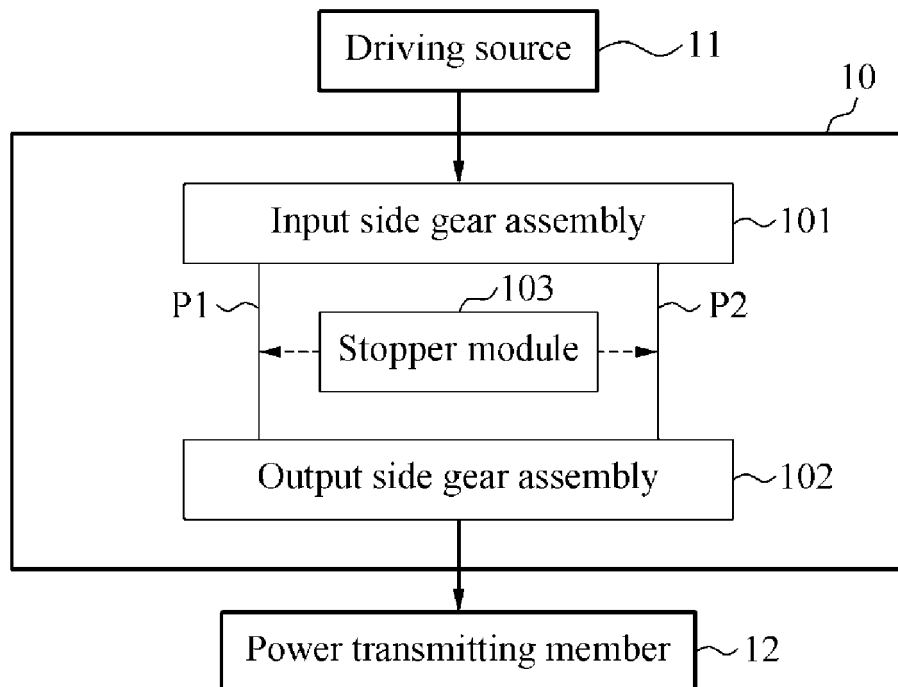 Driving source
11
10
Input side gear assembly
101
P1
103
P2
Stopper module
Output side gear assembly
102
Power transmitting member
12